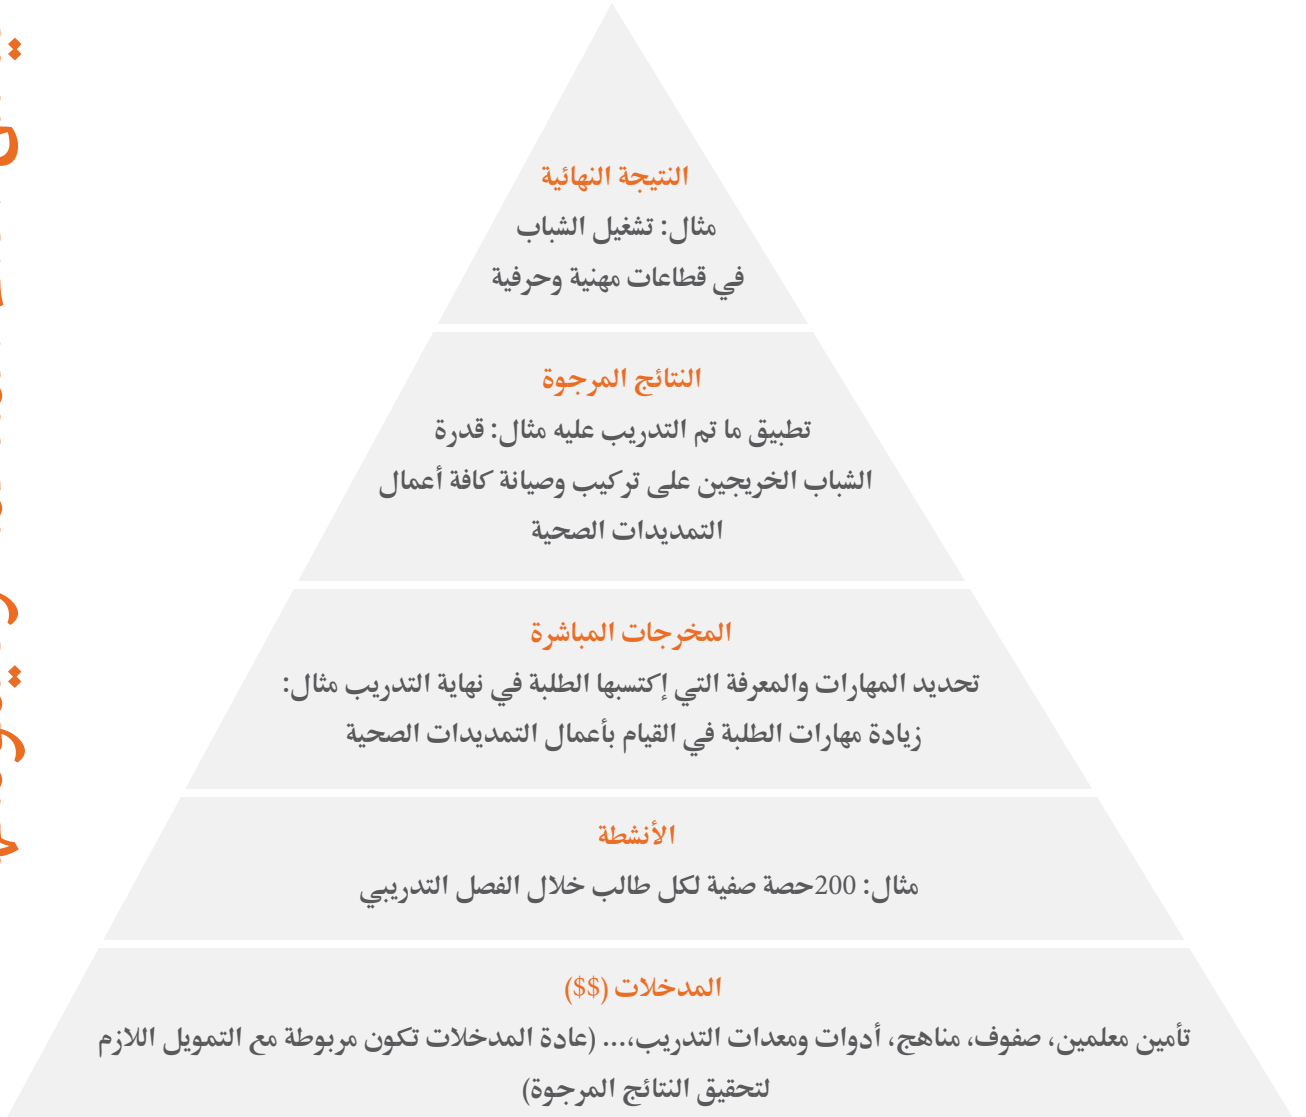 النتيجة النهائية
مثال: تشغيل الشباب
في قطاعات مهنية وحرفية
النتائج المرجوة
تطبيق ما تم التدريب عليه مثال: قدرة
الشباب الخريجين على تركيب وصيانة كافة أعمال
التمديدات الصحية
المخرجات المباشرة
تحديد المهارات والمعرفة التي إكتسبها الطلبة في نهاية التدريب مثال:
زيادة مهارات الطلبة في القيام بأعمال التمديدات الصحية
الأنشطة
مثال: 200حصة صفية لكل طالب خلال الفصل التدريبي
المدخلات ($$)
تأمين معلمين، صفوف، مناهج، أدوات ومعدات التدريب،... (عادة المدخلات تكون مربوطة مع التمويل اللازم
لتحقيق النتائج المرجوة)